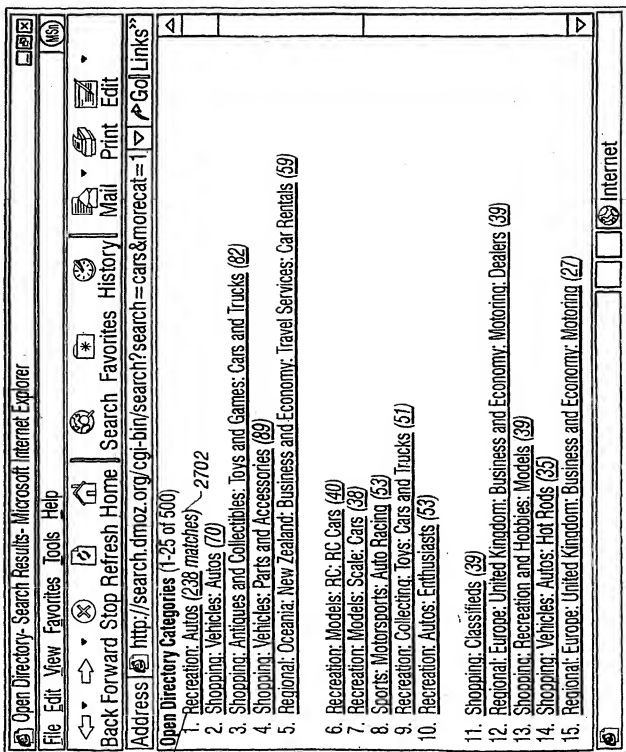 Open Directory- Search Results- Microsoft Internet Explorer
File Edit View Favorites Tools Help
MSn
Back Forward Stop Refresh Home Search Favorites History Mail Print Edit
Address http://search.dmoz.org/cgi-bin/search?search=cars&morecat=1 Go Links”
Open Directory Categories (1-25 of 500)
1. Recreation: Autos (238 matches) 2702
2. Shopping: Vehicles: Autos (70)
3. Shopping: Antiques and Collectibles: Toys and Games: Cars and Trucks (82)
4. Shopping: Vehicles: Parts and Accessories (89)
5. Regional: Oceania: New Zealand: Business and Economy: Travel Services: Car Rentals (59)
6. Recreation: Models: RC: RC Cars (40)
7. Recreation: Models: Scale: Cars (38)
8. Sports: Motorsports: Auto Racing (53)
9. Recreation: Collecting: Toys: Cars and Trucks (51)
10. Recreation: Autos: Enthusiasts (53)
11. Shopping: Classifieds (39)
12. Regional: Europe: United Kingdom: Business and Economy: Motoring: Dealers (39)
13. Shopping: Recreation and Hobbies: Models (39)
14. Shopping: Vehicles: Autos: Hot Rods (35)
15. Regional: Europe: United Kingdom: Business and Economy: Motoring (27)
Internet